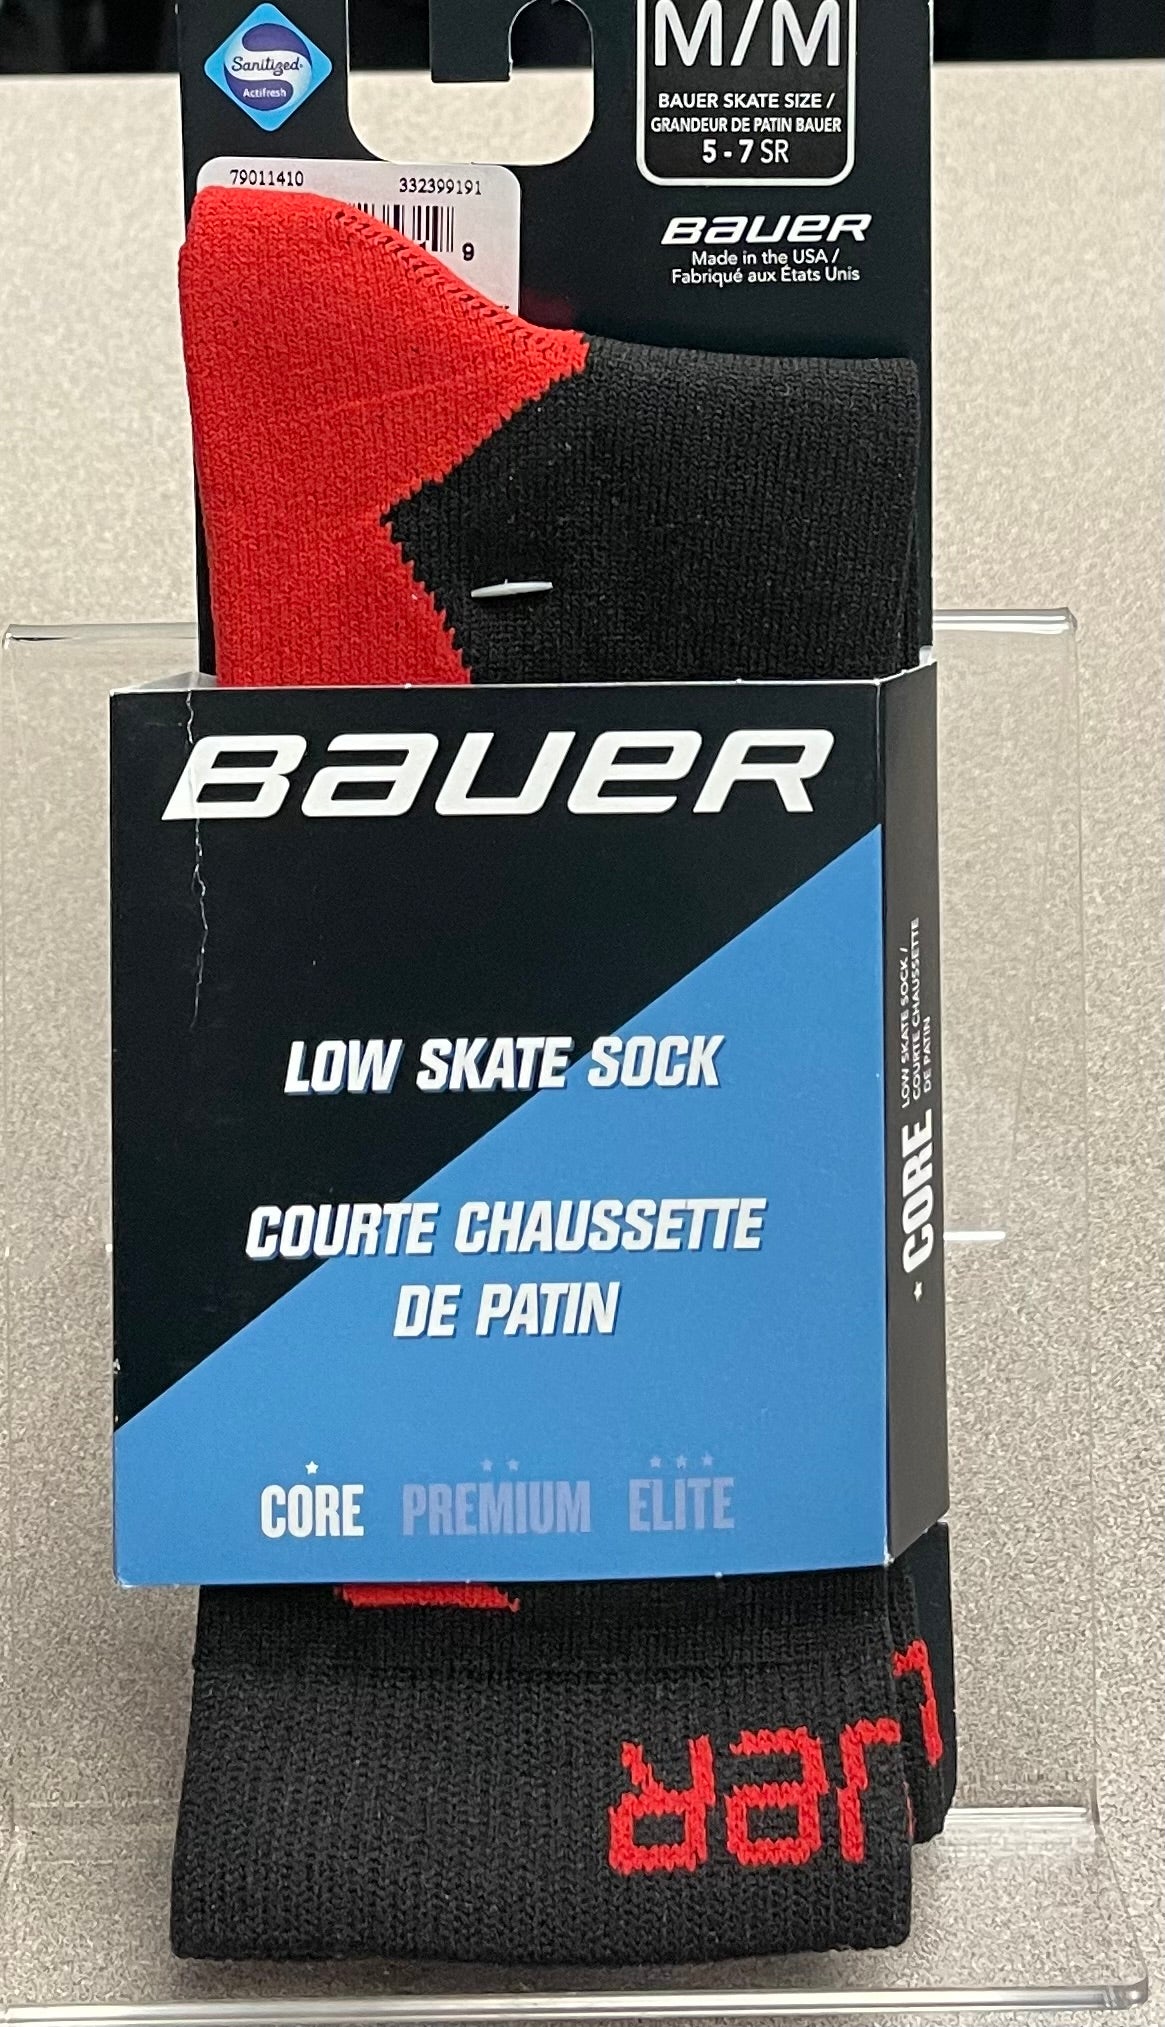 Sanitized
Actifresh
M/M
BAUER SKATE SIZE /
GRANDEUR DE PATIN BAUER
5 - 7 SR
79011410 332399191
9
BAUER
Made in the USA /
Fabriqué aux États Unis
BAUER
LOW SKATE SOCK
COURTE CHAUSSETTE
DE PATIN
CORE PREMIUM ELITE
CORE
LOW SKATE SOCK /
COURTE CHAUSSETTE
DE PATIN
UER